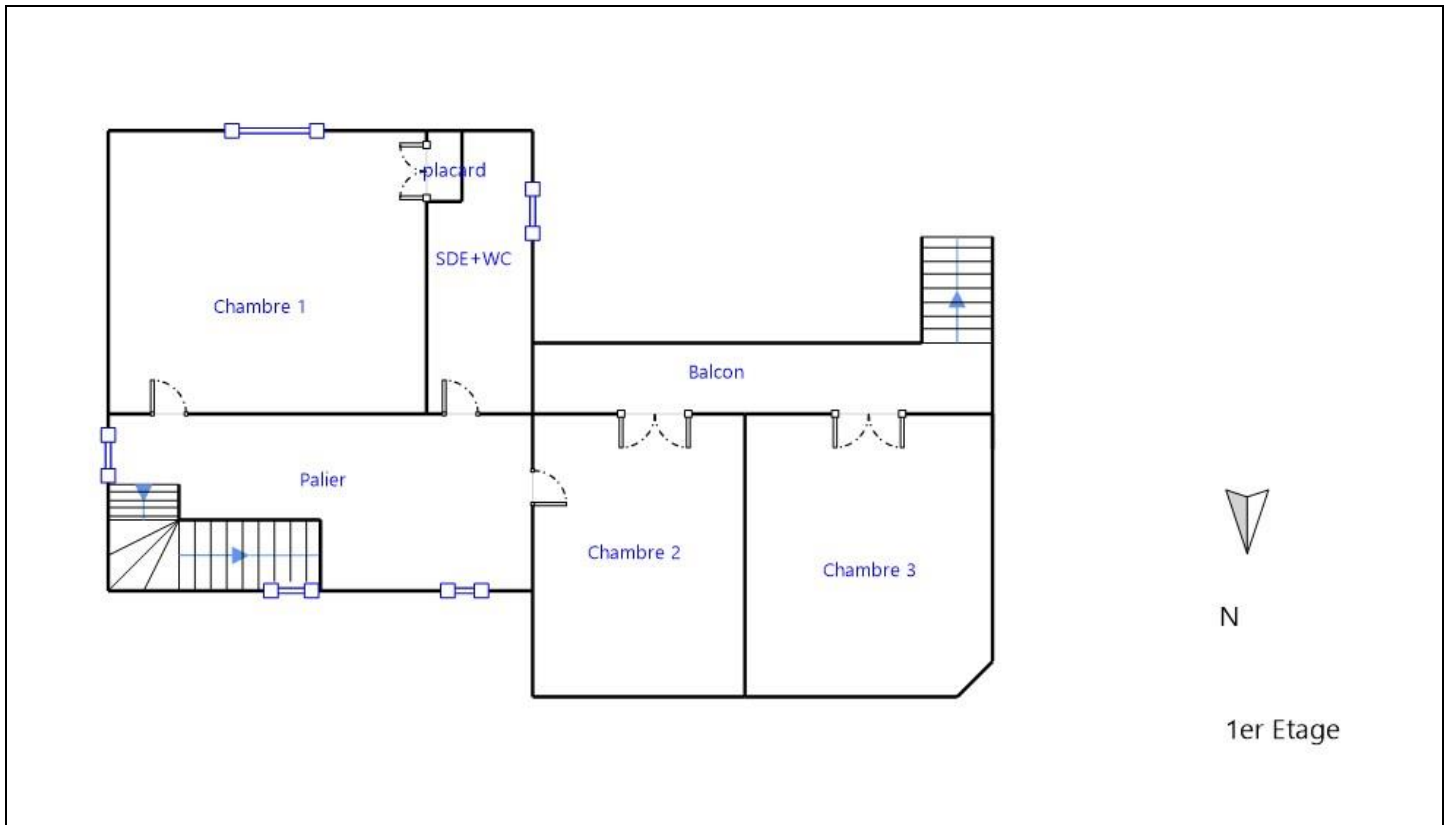 placard
SDE+WC
Chambre 1
Balcon
Palier
Chambre 2
Chambre 3
N
1er Etage